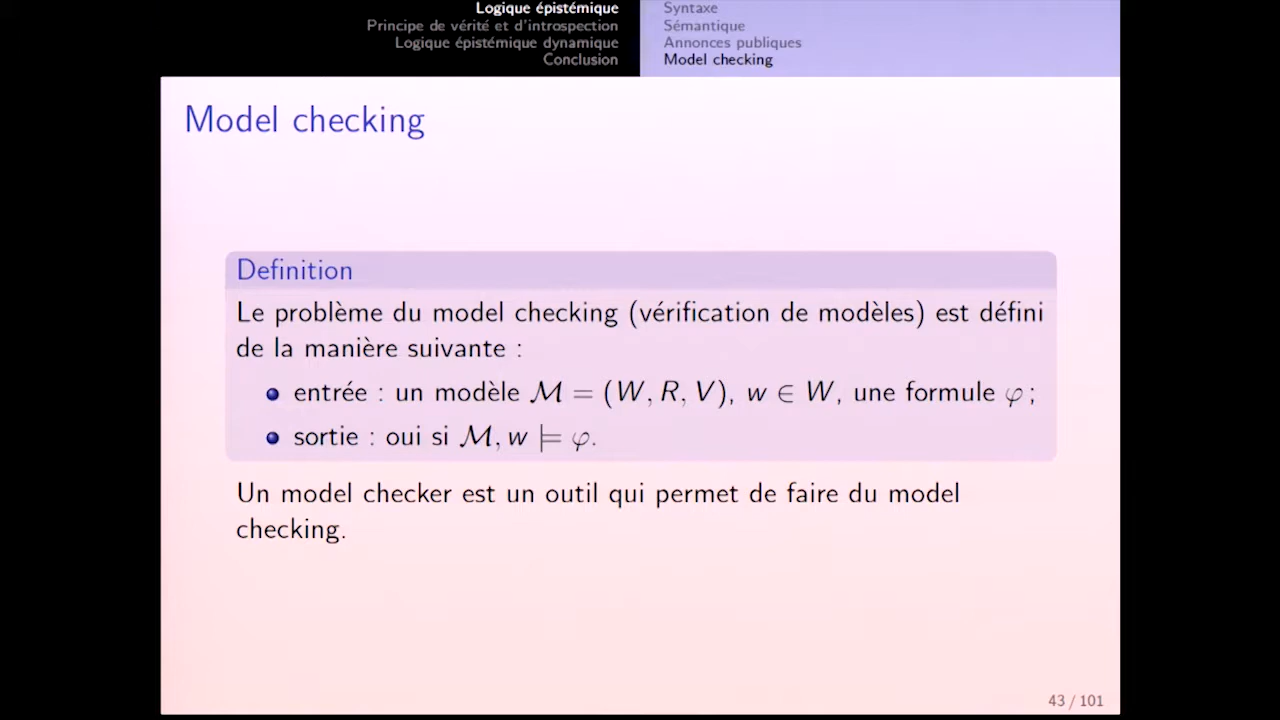 Logique épistémique
Principe de vérité et d'introspection
Logique épistémique dynamique
Conclusion
Syntaxe
Sémantique
Annonces publiques
Model checking
Model checking
Definition
Le problème du model checking (vérification de modèles) est défini
de la manière suivante :
entrée : un modèle ℳ = (W, R, V), w ∈ W, une formule φ ;
sortie : oui si ℳ, w ⊨ φ.
Un model checker est un outil qui permet de faire du model
checking.
43 / 101